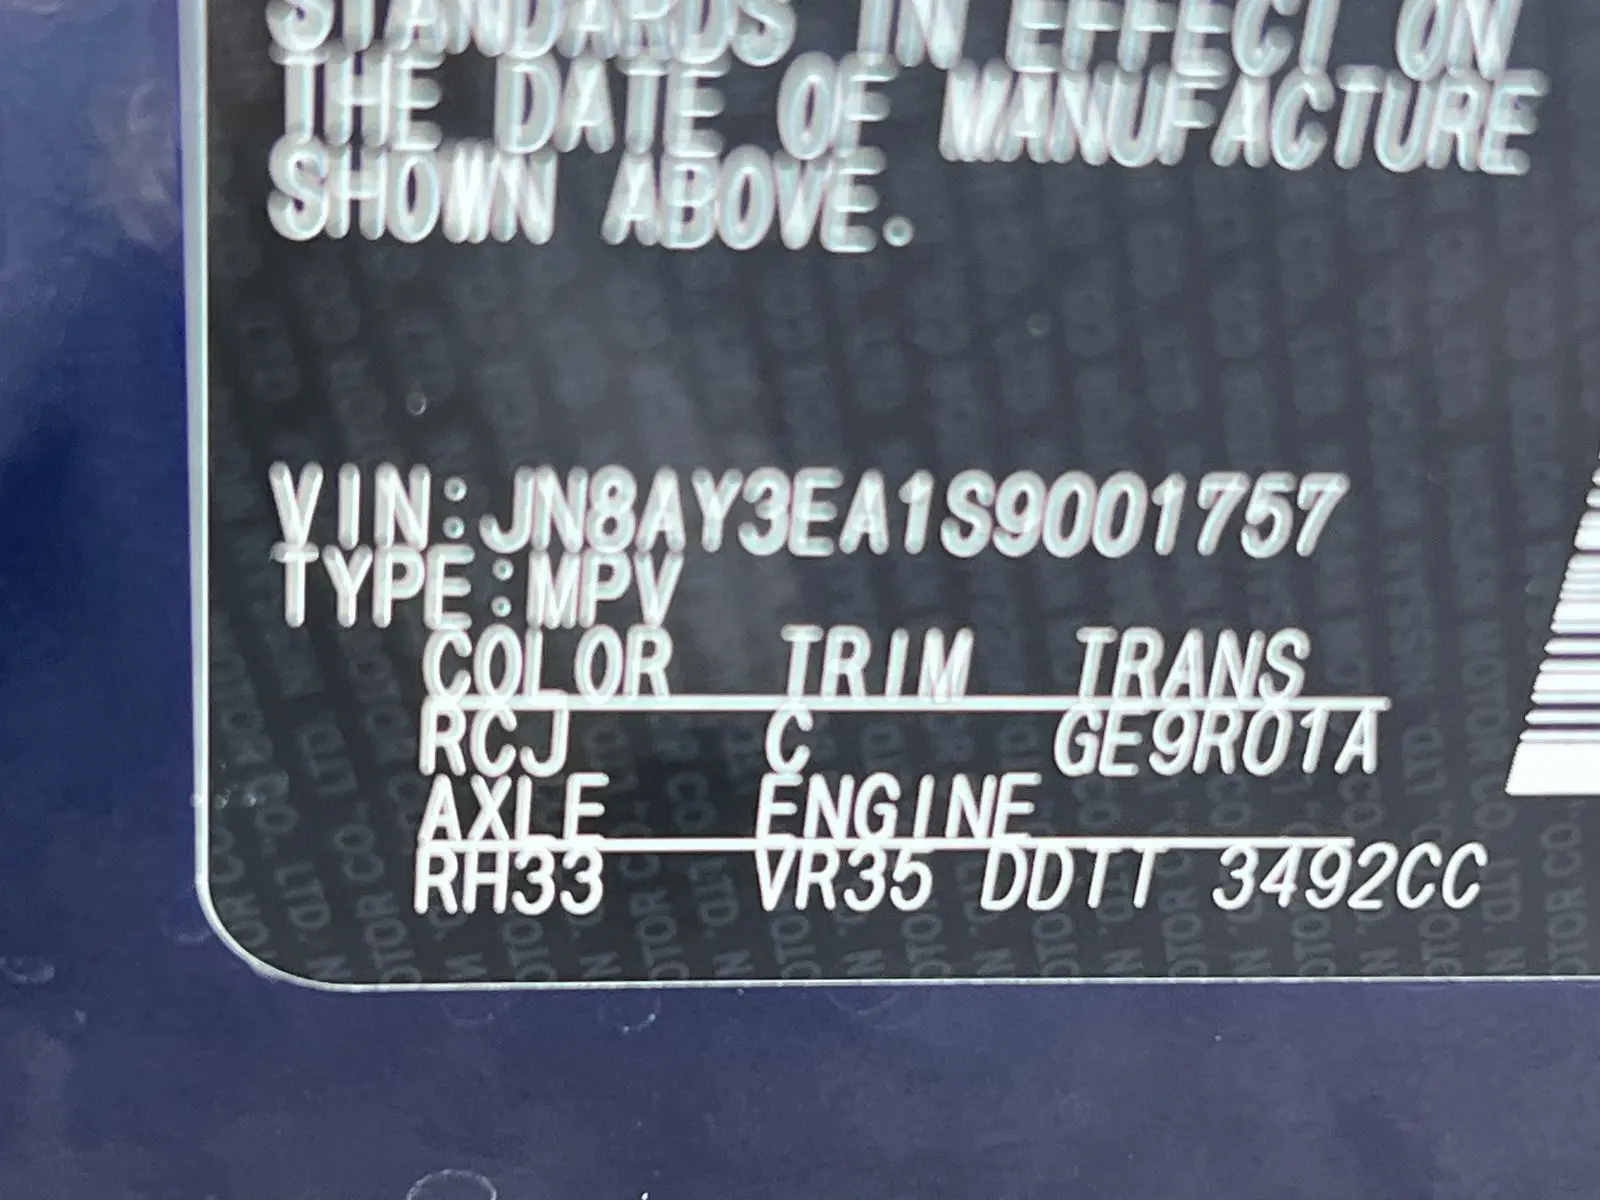 STANDARDS IN EFFECT ON
THE DATE OF MANUFACTURE
SHOWN ABOVE.
VIN:JN8AY3EA1S9001757
TYPE:MPV
COLOR TRIM TRANS
RCJ C GE9R01A
AXLE ENGINE
RH33 VR35 DDTT 3492CC